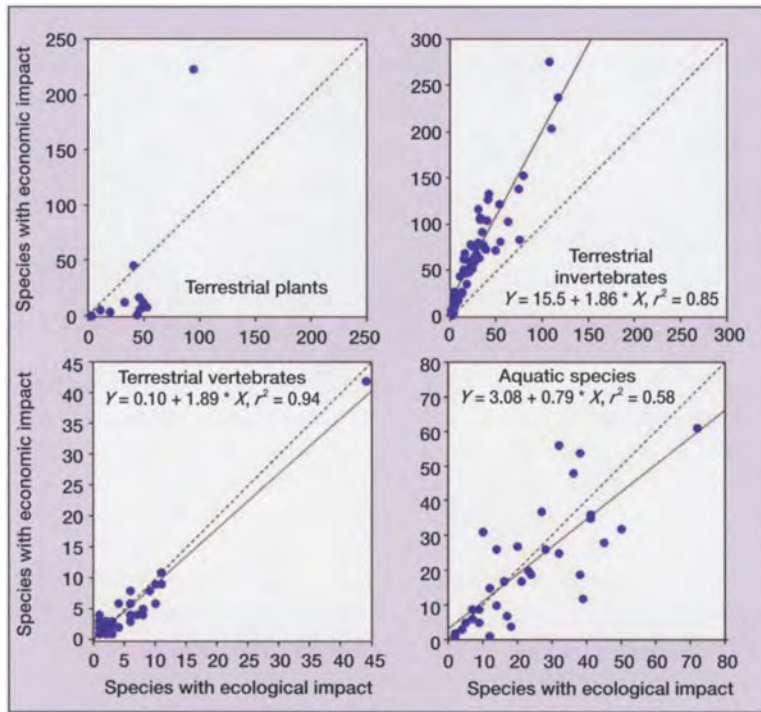 Species with economic impact
250
200
150
100
50
0
Terrestrial plants
0 50 100 150 200 250
300
250
200
150
100
50
0
Terrestrial
invertebrates
Y = 15.5 + 1.86 * X, r² = 0.85
0 50 100 150 200 250 300
Species with economic impact
45
40
35
30
25
20
15
10
5
0
Terrestrial vertebrates
Y = 0.10 + 1.89 * X, r² = 0.94
0 5 10 15 20 25 30 35 40 45
Species with ecological impact
80
70
60
50
40
30
20
10
0
Aquatic species
Y = 3.08 + 0.79 * X, r² = 0.58
0 10 20 30 40 50 60 70 80
Species with ecological impact